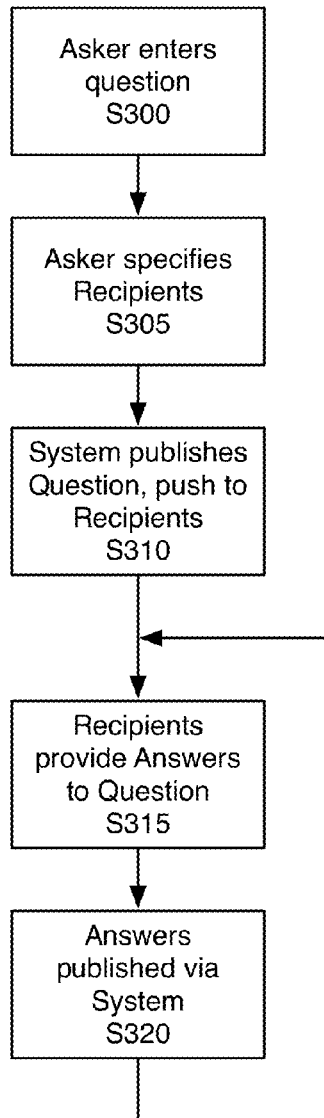 Asker enters
question
S300
Asker specifies
Recipients
S305
System publishes
Question, push to
Recipients
S310
Recipients
provide Answers
to Question
S315
Answers
published via
System
S320